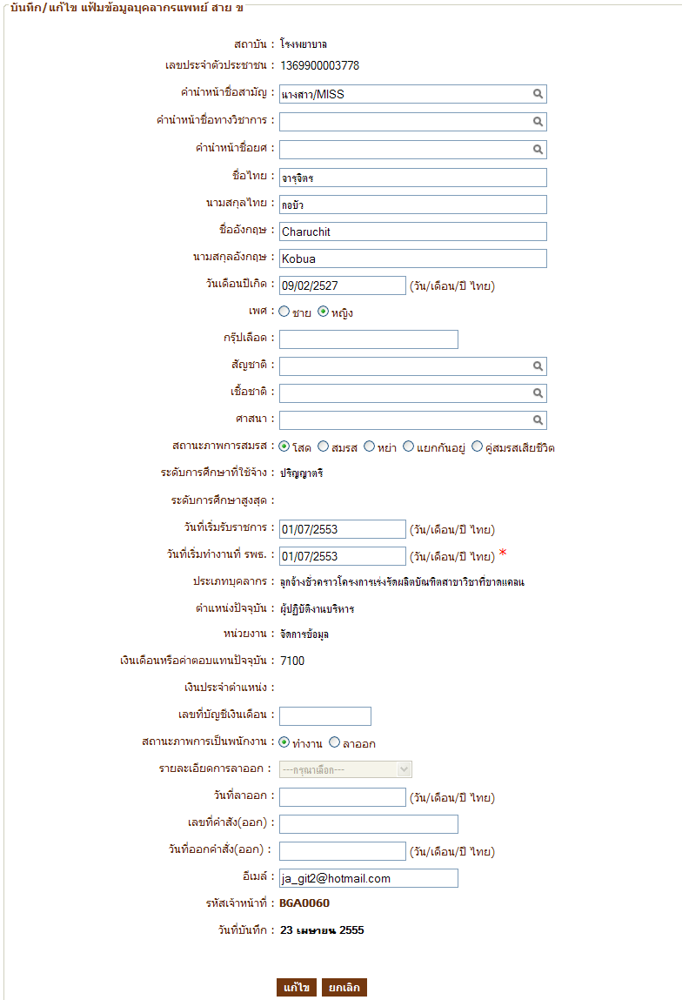 บันทึก/แก้ไข แฟ้มข้อมูลบุคลากรแพทย์ สาย ข
สถาบัน : โรงพยาบาล
เลขประจำตัวประชาชน : 1369900003778
คำนำหน้าชื่อสามัญ : นางสาว/MISS
คำนำหน้าชื่อทางวิชาการ :
คำนำหน้าชื่อยศ :
ชื่อไทย : จารุจิตร
นามสกุลไทย : กอบัว
ชื่ออังกฤษ : Charuchit
นามสกุลอังกฤษ : Kobua
วันเดือนปีเกิด : 09/02/2527 (วัน/เดือน/ปี ไทย)
เพศ : ชาย หญิง
กรุ๊ปเลือด :
สัญชาติ :
เชื้อชาติ :
ศาสนา :
สถานะภาพการสมรส : โสด สมรส หย่า แยกกันอยู่ คู่สมรสเสียชีวิต
ระดับการศึกษาที่ใช้จ้าง : ปริญญาตรี
ระดับการศึกษาสูงสุด :
วันที่เริ่มรับราชการ : 01/07/2553 (วัน/เดือน/ปี ไทย)
วันที่เริ่มทำงานที่ รพธ. : 01/07/2553 (วัน/เดือน/ปี ไทย) *
ประเภทบุคลากร : ลูกจ้างชั่วคราวโครงการเร่งรัดผลิตบัณฑิตสาขาวิชาที่ขาดแคลน
ตำแหน่งปัจจุบัน : ผู้ปฏิบัติงานบริหาร
หน่วยงาน : จัดการข้อมูล
เงินเดือนหรือค่าตอบแทนปัจจุบัน : 7100
เงินประจำตำแหน่ง :
เลขที่บัญชีเงินเดือน :
สถานะภาพการเป็นพนักงาน : ทำงาน ลาออก
รายละเอียดการลาออก : ---กรุณาเลือก---
วันที่ลาออก : (วัน/เดือน/ปี ไทย)
เลขที่คำสั่ง(ออก) :
วันที่ออกคำสั่ง(ออก) : (วัน/เดือน/ปี ไทย)
อีเมล์ : ja_git2@hotmail.com
รหัสเจ้าหน้าที่ : BGA0060
วันที่บันทึก : 23 เมษายน 2555
แก้ไข ยกเลิก